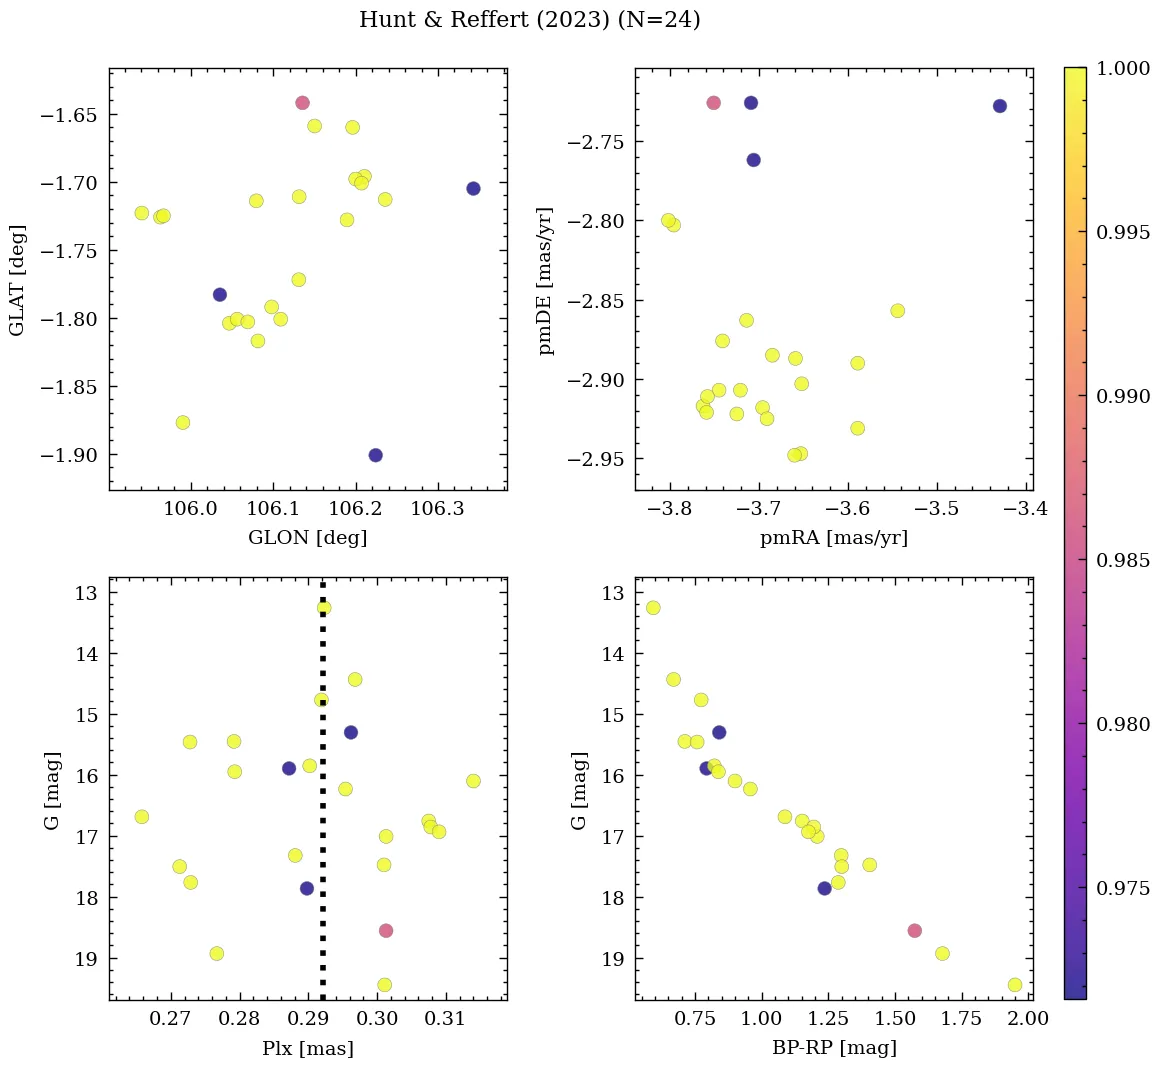 Hunt & Reffert (2023) (N=24)
−1.65
−1.70
−1.75
−1.80
−1.85
−1.90
GLAT [deg]
106.0 106.1 106.2 106.3
GLON [deg]
−2.75
−2.80
−2.85
−2.90
−2.95
pmDE [mas/yr]
−3.8 −3.7 −3.6 −3.5 −3.4
pmRA [mas/yr]
13
14
15
16
17
18
19
G [mag]
0.27 0.28 0.29 0.30 0.31
Plx [mas]
13
14
15
16
17
18
19
G [mag]
0.75 1.00 1.25 1.50 1.75 2.00
BP-RP [mag]
1.000
0.995
0.990
0.985
0.980
0.975